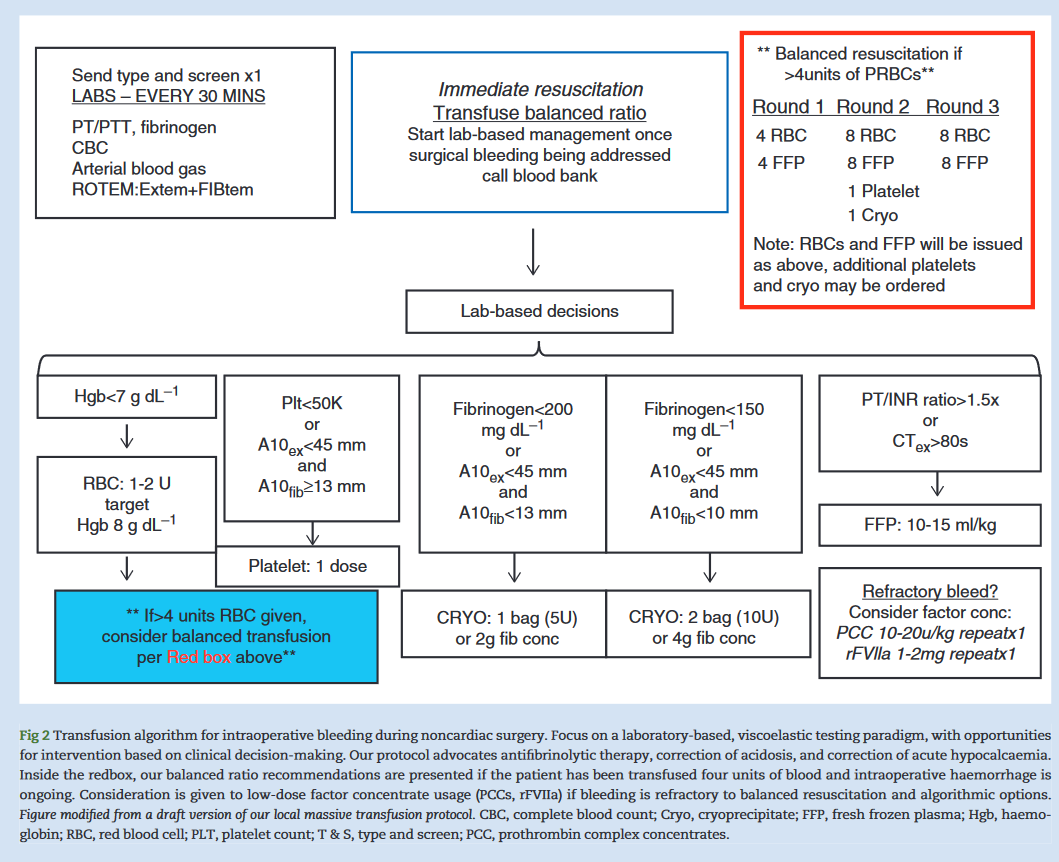 Send type and screen x1
LABS – EVERY 30 MINS
PT/PTT, fibrinogen
CBC
Arterial blood gas
ROTEM:Extem+FIBtem
Immediate resuscitation
Transfuse balanced ratio
Start lab-based management once
surgical bleeding being addressed
call blood bank
** Balanced resuscitation if
>4units of PRBCs**
Round 1 Round 2 Round 3
4 RBC 8 RBC 8 RBC
4 FFP 8 FFP 8 FFP
1 Platelet
1 Cryo
Note: RBCs and FFP will be issued
as above, additional platelets
and cryo may be ordered
Lab-based decisions
Hgb<7 g dL⁻¹
RBC: 1-2 U
target
Hgb 8 g dL⁻¹
Plt<50K
or
A10ex<45 mm
and
A10fib≥13 mm
Platelet: 1 dose
** If>4 units RBC given,
consider balanced transfusion
per Red box above**
Fibrinogen<200
mg dL⁻¹
or
A10ex<45 mm
and
A10fib<13 mm
CRYO: 1 bag (5U)
or 2g fib conc
Fibrinogen<150
mg dL⁻¹
or
A10ex<45 mm
and
A10fib<10 mm
CRYO: 2 bag (10U)
or 4g fib conc
PT/INR ratio>1.5x
or
CTex>80s
FFP: 10-15 ml/kg
Refractory bleed?
Consider factor conc:
PCC 10-20u/kg repeatx1
rFVIIa 1-2mg repeatx1
Fig 2 Transfusion algorithm for intraoperative bleeding during noncardiac surgery. Focus on a laboratory-based, viscoelastic testing paradigm, with opportunities
for intervention based on clinical decision-making. Our protocol advocates antifibrinolytic therapy, correction of acidosis, and correction of acute hypocalcaemia.
Inside the redbox, our balanced ratio recommendations are presented if the patient has been transfused four units of blood and intraoperative haemorrhage is
ongoing. Consideration is given to low-dose factor concentrate usage (PCCs, rFVIIa) if bleeding is refractory to balanced resuscitation and algorithmic options.
Figure modified from a draft version of our local massive transfusion protocol. CBC, complete blood count; Cryo, cryoprecipitate; FFP, fresh frozen plasma; Hgb, haemo-
globin; RBC, red blood cell; PLT, platelet count; T & S, type and screen; PCC, prothrombin complex concentrates.